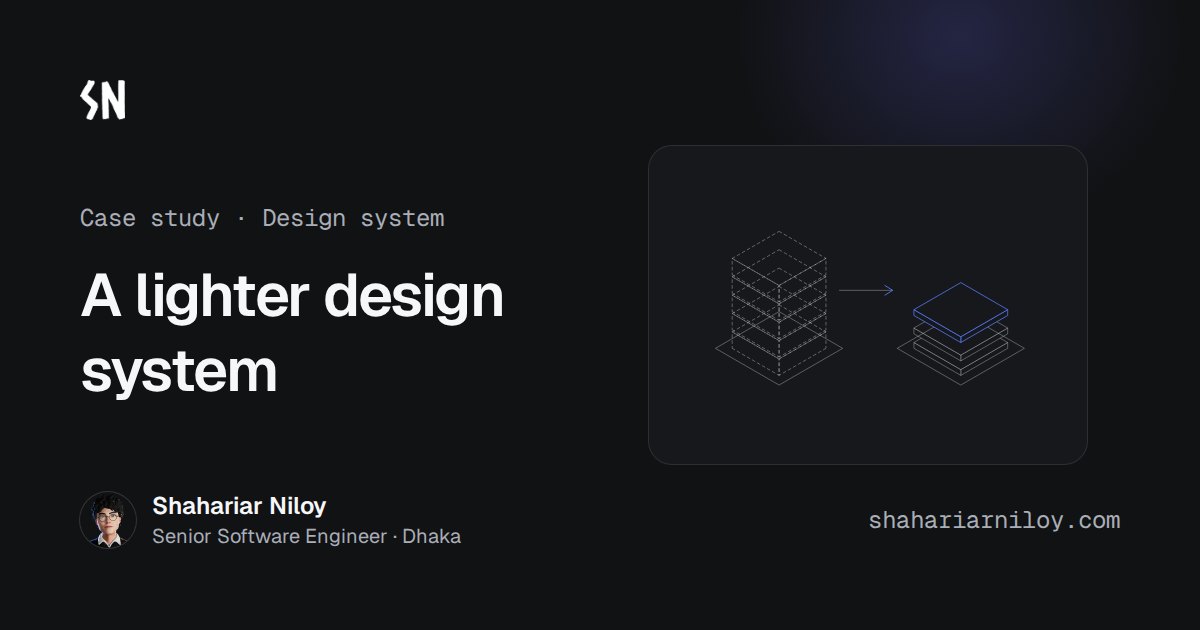 SN
Case study · Design system
A lighter design
system
Shahariar Niloy
Senior Software Engineer · Dhaka
shahariarniloy.com